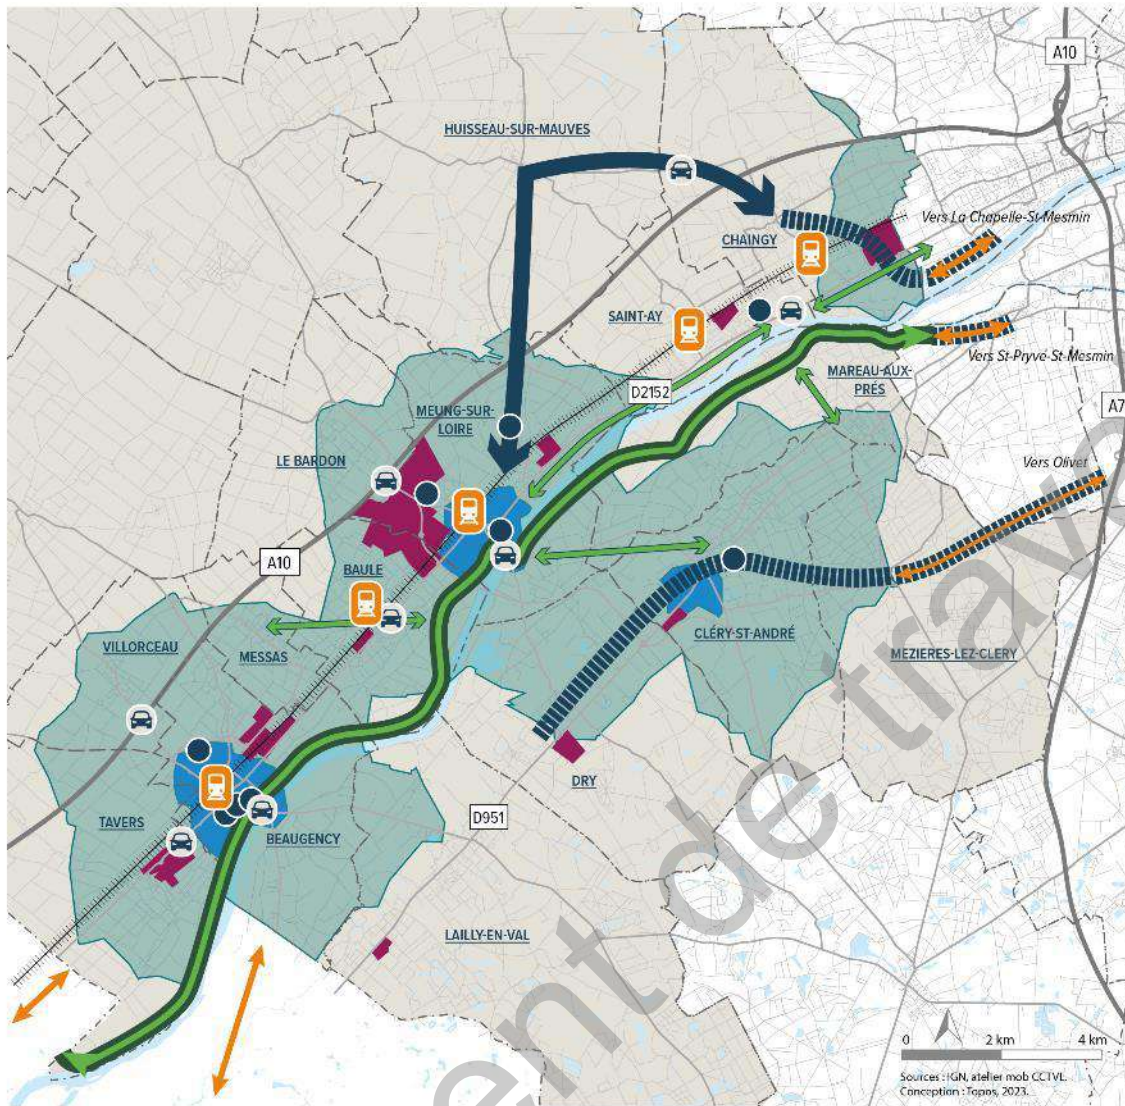 A10
HUISSEAU-SUR-MAUVES
Vers La Chapelle-St-Mesmin
CHAINGY
SAINT-AY
Vers St-Pryvé-St-Mesmin
MAREAU-AUX-
PRÉS
D2152
A7
MEUNG-SUR-
LOIRE
LE BARDON
Vers Olivet
A10
BAULE
CLÉRY-ST-ANDRÉ
VILLORCEAU
MESSAS
MEZIERES-LEZ-CLERY
DRY
TAVERS
D951
BEAUGENCY
LAILLY-EN-VAL
0 2 km 4 km
Sources : IGN, atelier mob CCTVL.
Conception : Topos, 2023.
ent de trava